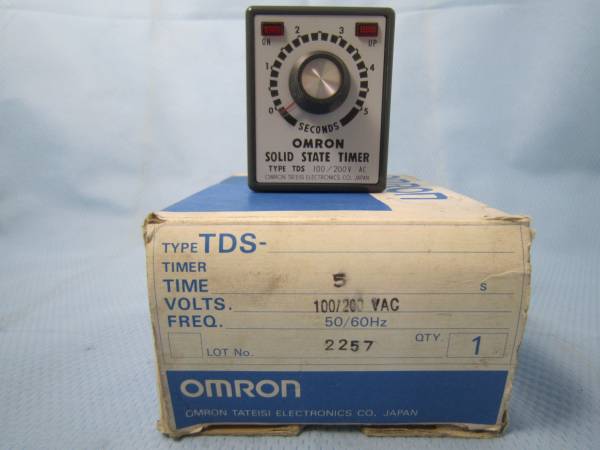 ON
UP
0 1 2 3 4 5
SECONDS
OMRON
SOLID STATE TIMER
TYPE TDS 100/200V AC
OMRON TATEISI ELECTRONICS CO. JAPAN
OMRON
TYPE TDS-
TIMER
TIME 5 s
VOLTS. 100/200 VAC
FREQ. 50/60Hz
LOT No. 2257 QTY. 1
OMRON
OMRON TATEISI ELECTRONICS CO. JAPAN